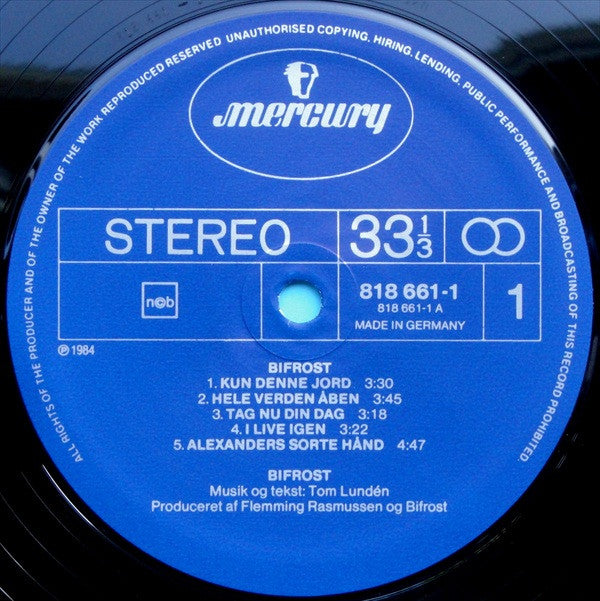 ALL RIGHTS OF THE PRODUCER AND OF THE OWNER OF THE WORK REPRODUCED RESERVED UNAUTHORISED COPYING, HIRING, LENDING, PUBLIC PERFORMANCE AND BROADCASTING OF THIS RECORD PROHIBITED
mercury
STEREO 33 1/3
ncb 818 661-1 1
818 661-1 A
MADE IN GERMANY
℗ 1984
BIFROST
1. KUN DENNE JORD 3:30
2. HELE VERDEN ÅBEN 3:45
3. TAG NU DIN DAG 3:18
4. I LIVE IGEN 3:22
5. ALEXANDERS SORTE HÅND 4:47
BIFROST
Musik og tekst: Tom Lundén
Produceret af Flemming Rasmussen og Bifrost